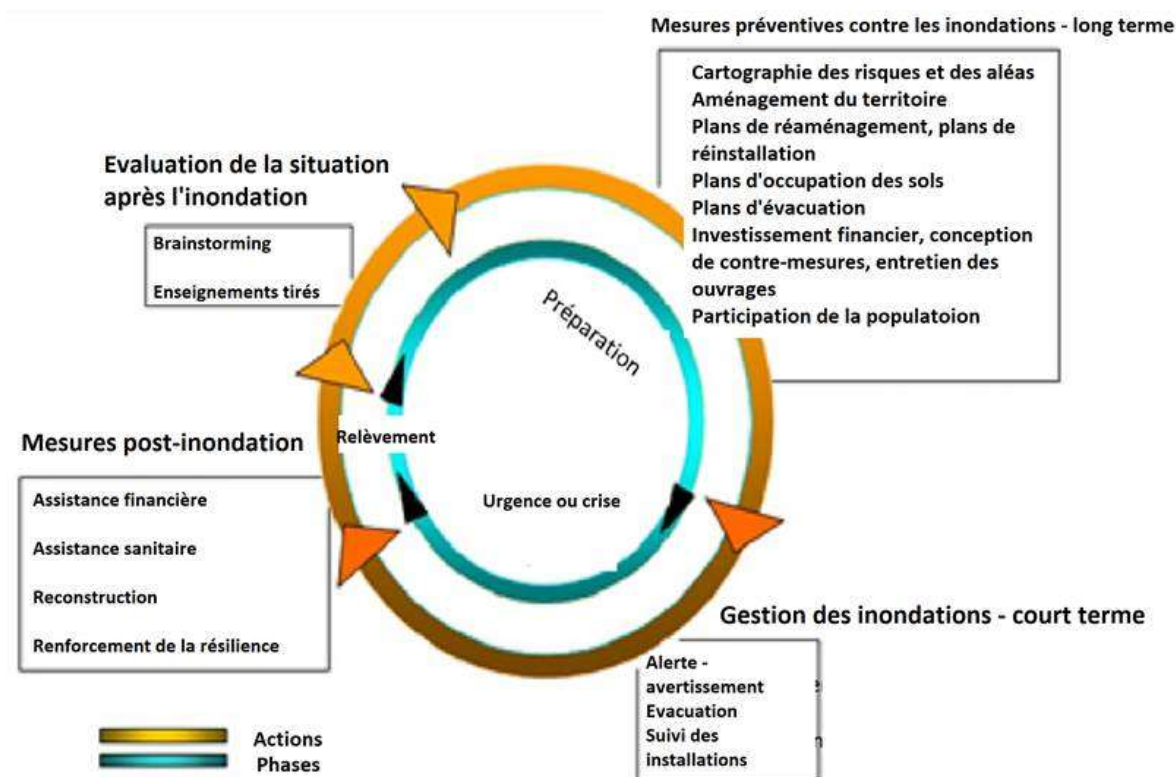 Mesures préventives contre les inondations - long terme
Cartographie des risques et des aléas
Aménagement du territoire
Plans de réaménagement, plans de
réinstallation
Plans d'occupation des sols
Plans d'évacuation
Investissement financier, conception
de contre-mesures, entretien des
ouvrages
Participation de la populatoion
Evaluation de la situation
après l'inondation
Brainstorming
Enseignements tirés
Préparation
Relèvement
Urgence ou crise
Mesures post-inondation
Assistance financière
Assistance sanitaire
Reconstruction
Renforcement de la résilience
Gestion des inondations - court terme
Alerte -
avertissement
Evacuation
Suivi des
installations
Actions
Phases